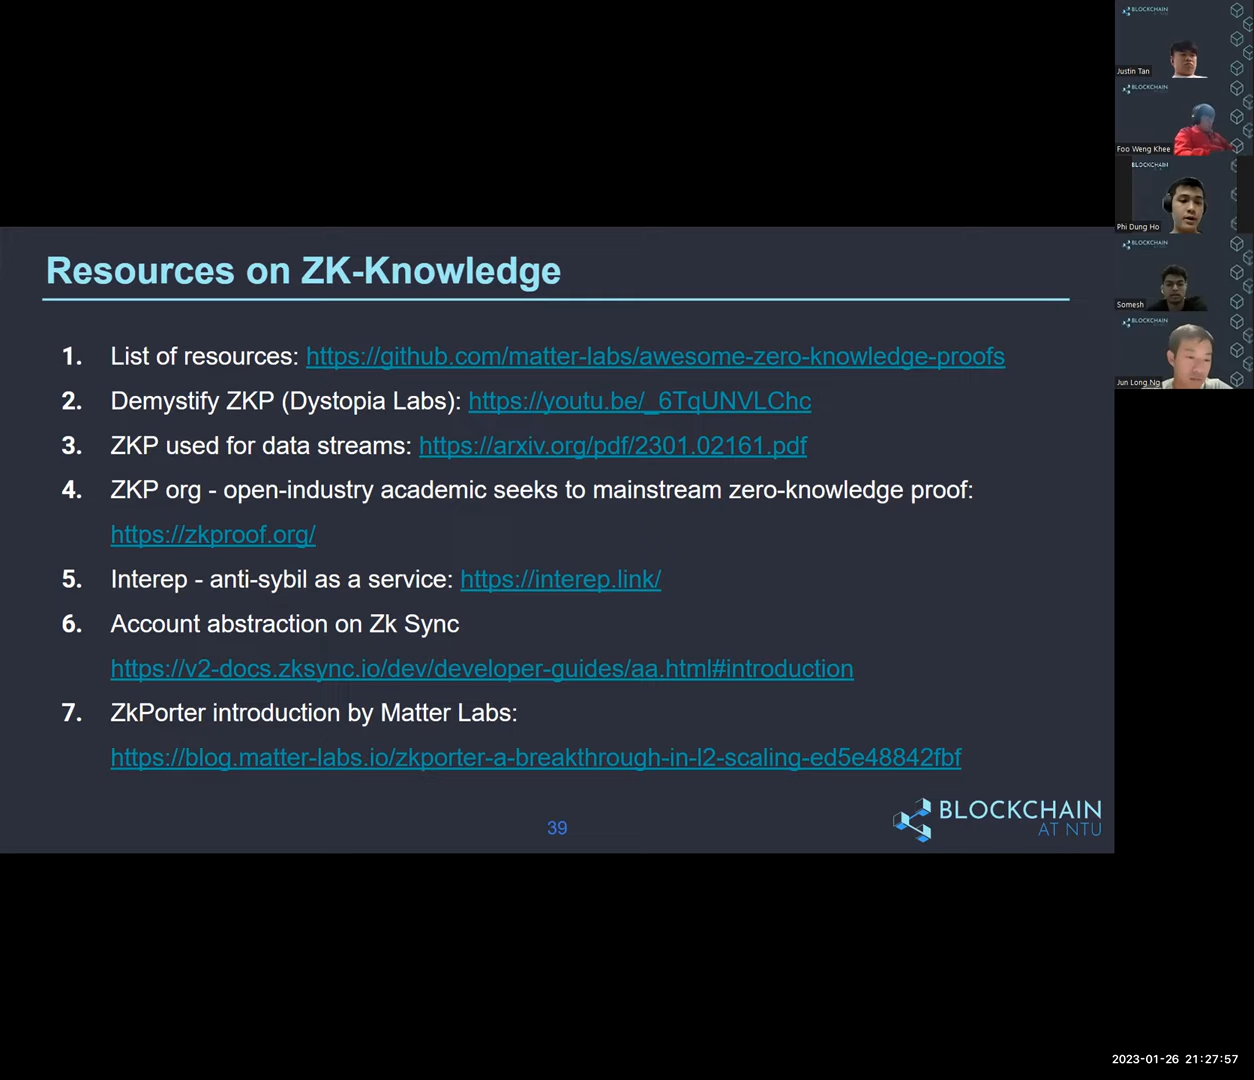 Resources on ZK-Knowledge
1. List of resources: https://github.com/matter-labs/awesome-zero-knowledge-proofs
2. Demystify ZKP (Dystopia Labs): https://youtu.be/_6TqUNVLChc
3. ZKP used for data streams: https://arxiv.org/pdf/2301.02161.pdf
4. ZKP org - open-industry academic seeks to mainstream zero-knowledge proof:
https://zkproof.org/
5. Interep - anti-sybil as a service: https://interep.link/
6. Account abstraction on Zk Sync
https://v2-docs.zksync.io/dev/developer-guides/aa.html#introduction
7. ZkPorter introduction by Matter Labs:
https://blog.matter-labs.io/zkporter-a-breakthrough-in-l2-scaling-ed5e48842fbf
39
BLOCKCHAIN
AT NTU
BLOCKCHAIN
Justin Tan
BLOCKCHAIN
Foo Weng Khee
BLOCKCHAIN
Phi Dung Ho
BLOCKCHAIN
Somesh
BLOCKCHAIN
Jun Long Ng
2023-01-26 21:27:57